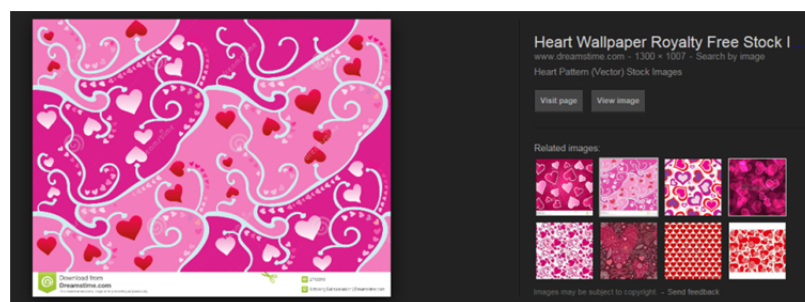 Heart Wallpaper Royalty Free Stock I
www.dreamstime.com - 1300 × 1007 - Search by image
Heart Pattern (Vector) Stock Images
Visit page
View image
Related images:
Images may be subject to copyright. - Send feedback
Download from
Dreamstime.com